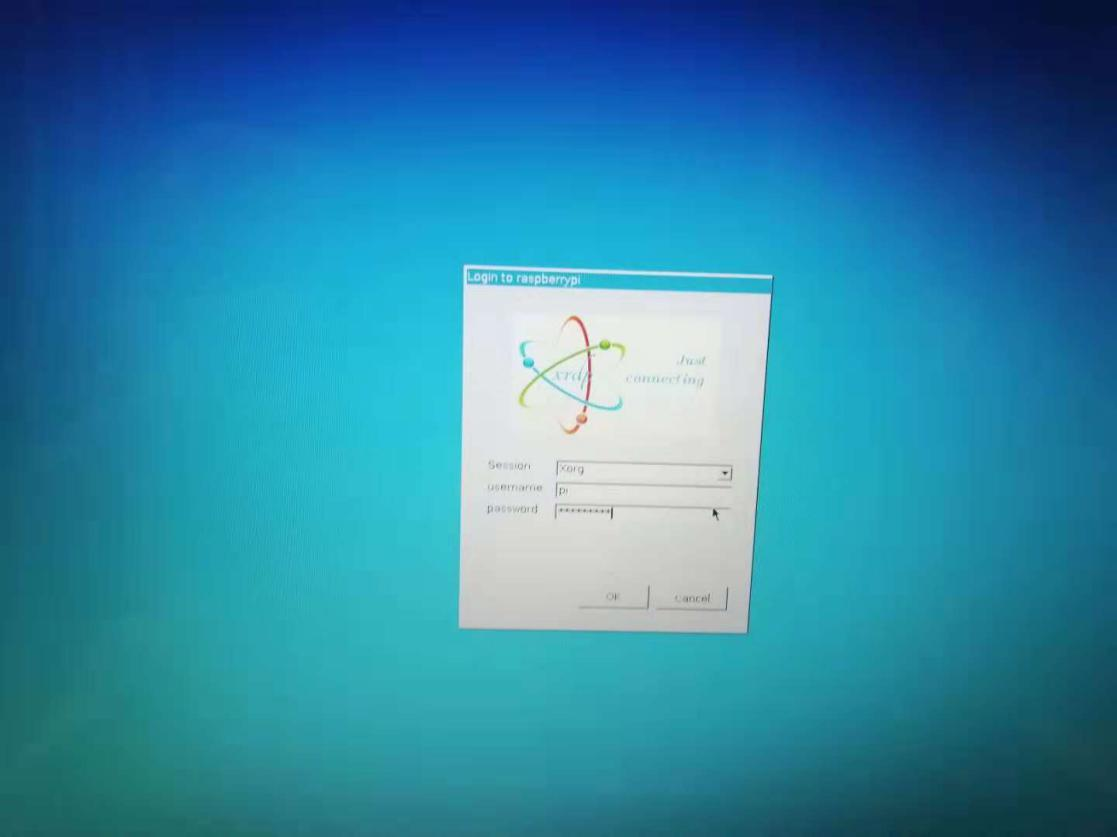 Login to raspberrypi
Just
xrdp connecting
Session Xorg
username pi
password *********
OK Cancel